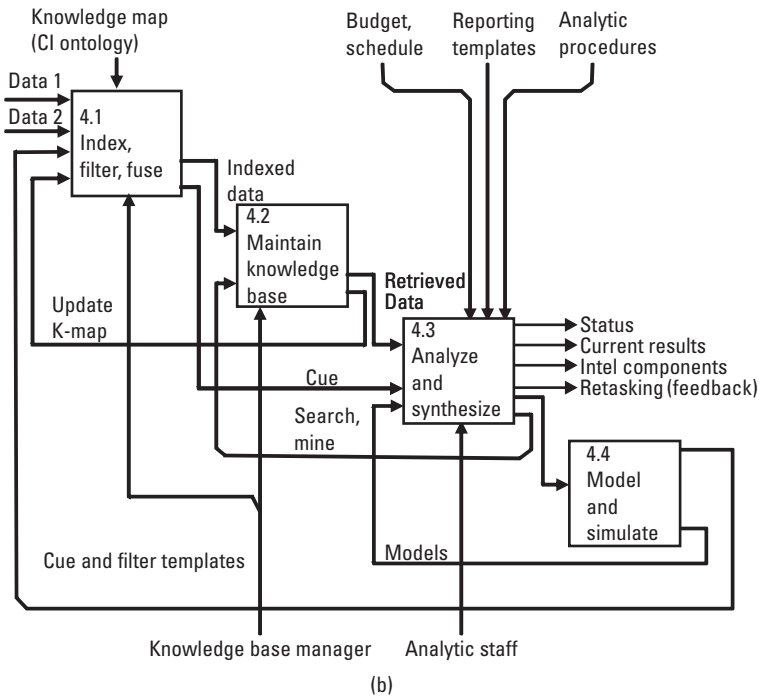 Knowledge map
(CI ontology)
Budget,
schedule
Reporting
templates
Analytic
procedures
Data 1
Data 2
4.1
Index,
filter, fuse
Indexed
data
4.2
Maintain
knowledge
base
Retrieved
Data
Update
K-map
4.3
Analyze
and
synthesize
Status
Current results
Intel components
Retasking (feedback)
Cue
Search,
mine
4.4
Model
and
simulate
Cue and filter templates
Models
Knowledge base manager
Analytic staff
(b)